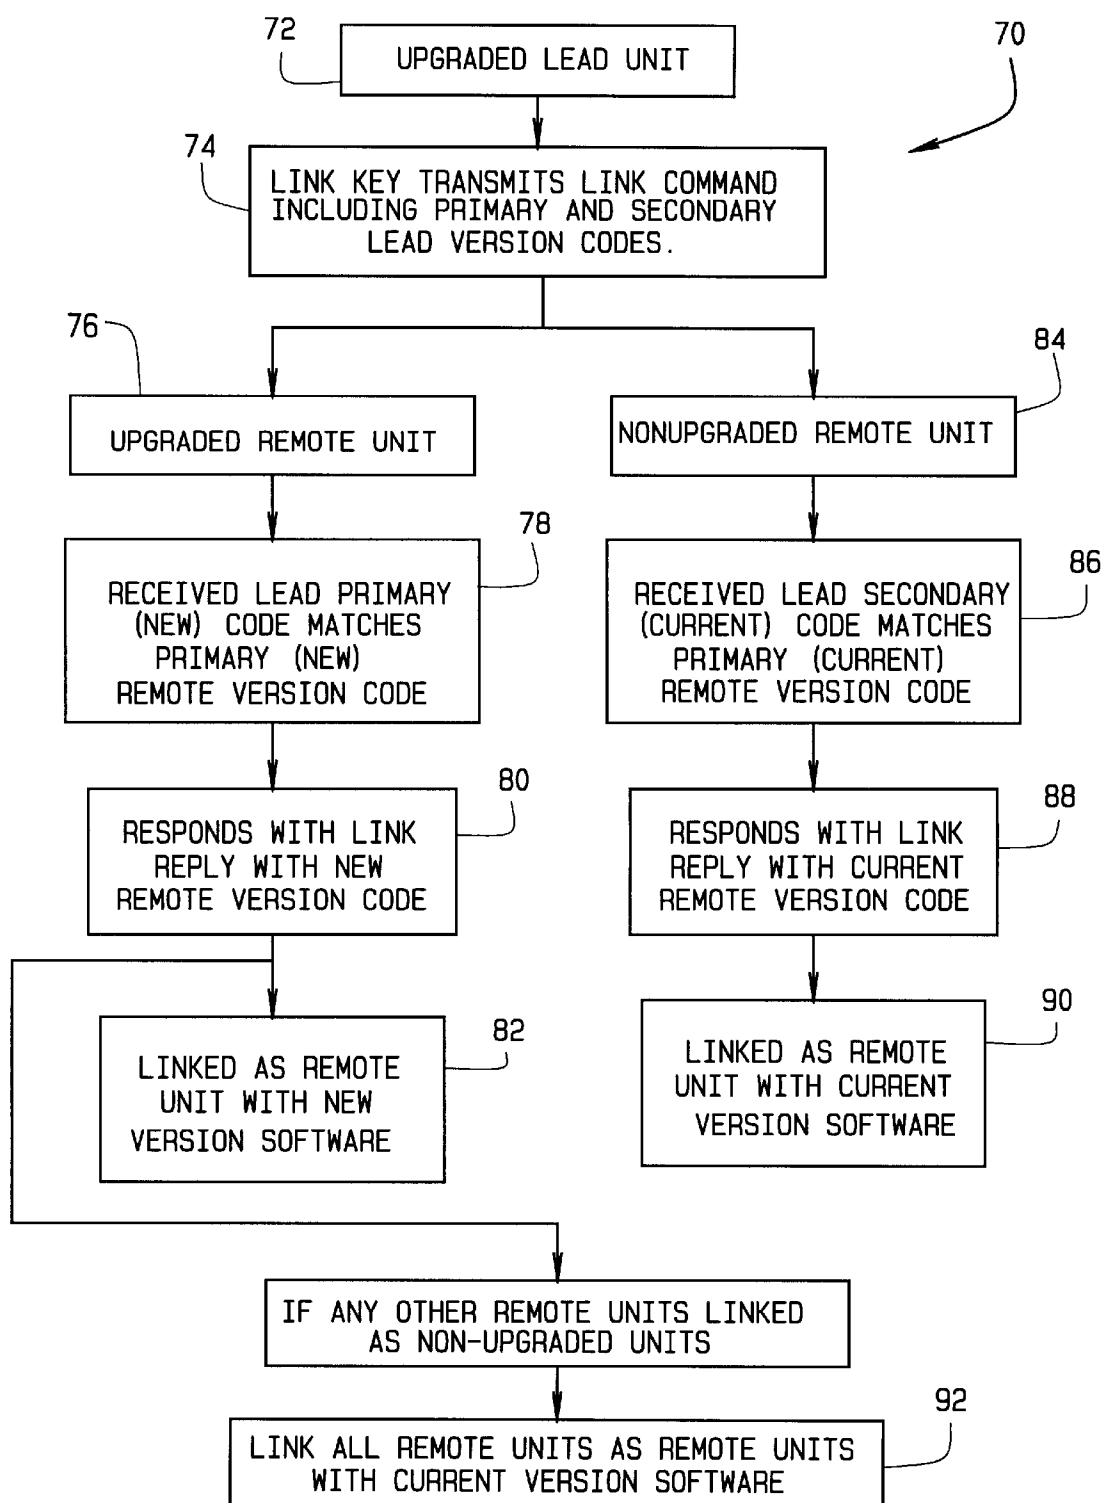 72
UPGRADED LEAD UNIT
70
74
LINK KEY TRANSMITS LINK COMMAND
INCLUDING PRIMARY AND SECONDARY
LEAD VERSION CODES.
76
UPGRADED REMOTE UNIT
84
NONUPGRADED REMOTE UNIT
78
RECEIVED LEAD PRIMARY
(NEW) CODE MATCHES
PRIMARY (NEW)
REMOTE VERSION CODE
86
RECEIVED LEAD SECONDARY
(CURRENT) CODE MATCHES
PRIMARY (CURRENT)
REMOTE VERSION CODE
80
RESPONDS WITH LINK
REPLY WITH NEW
REMOTE VERSION CODE
88
RESPONDS WITH LINK
REPLY WITH CURRENT
REMOTE VERSION CODE
82
LINKED AS REMOTE
UNIT WITH NEW
VERSION SOFTWARE
90
LINKED AS REMOTE
UNIT WITH CURRENT
VERSION SOFTWARE
IF ANY OTHER REMOTE UNITS LINKED
AS NON-UPGRADED UNITS
92
LINK ALL REMOTE UNITS AS REMOTE UNITS
WITH CURRENT VERSION SOFTWARE